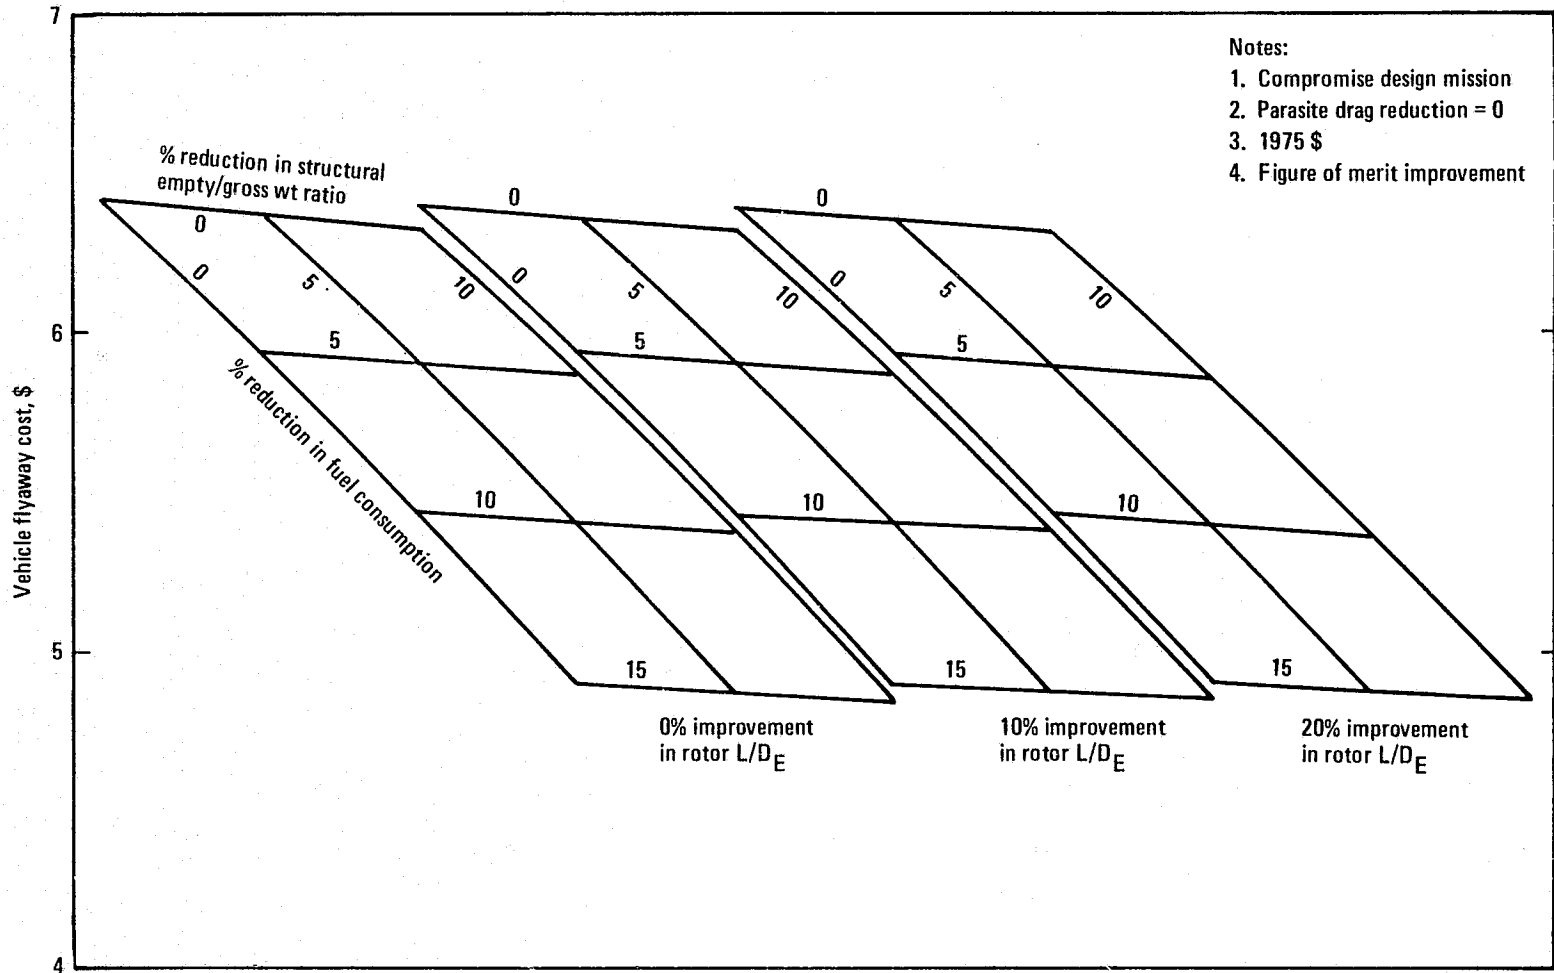 7
Notes:
1. Compromise design mission
2. Parasite drag reduction = 0
3. 1975 $
4. Figure of merit improvement
% reduction in structural
empty/gross wt ratio
0
0
0
0
5
10
0
5
10
0
5
10
6
5
5
5
Vehicle flyaway cost, $
% reduction in fuel consumption
10
10
10
5
15
15
15
0% improvement
in rotor L/DE
10% improvement
in rotor L/DE
20% improvement
in rotor L/DE
4